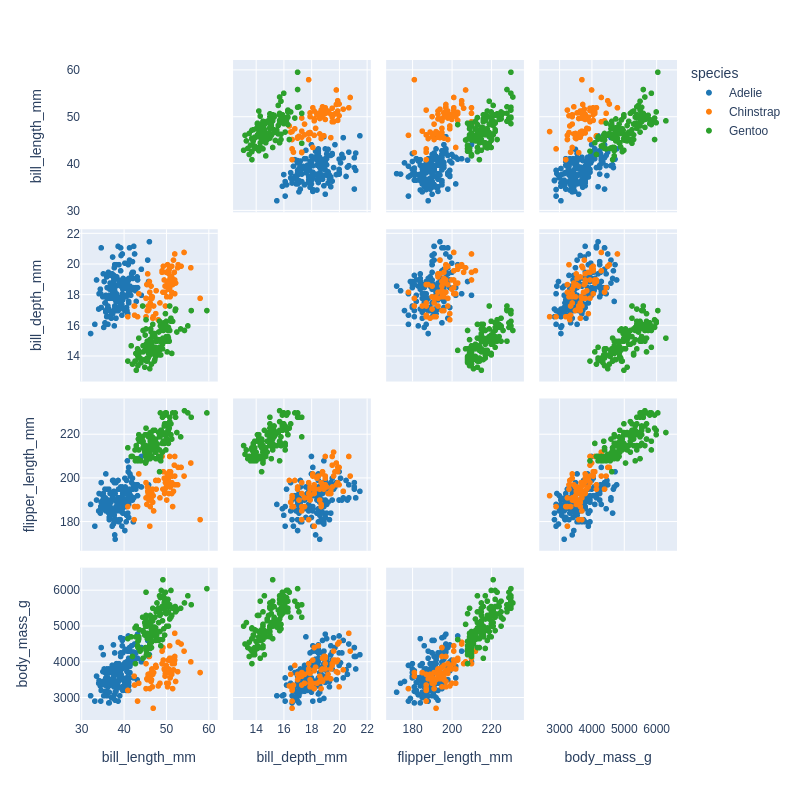 species
Adelie
Chinstrap
Gentoo
bill_length_mm
60
50
40
30
bill_depth_mm
22
20
18
16
14
flipper_length_mm
220
200
180
body_mass_g
6000
5000
4000
3000
30 40 50 60
14 16 18 20 22
180 200 220
3000 4000 5000 6000
bill_length_mm
bill_depth_mm
flipper_length_mm
body_mass_g